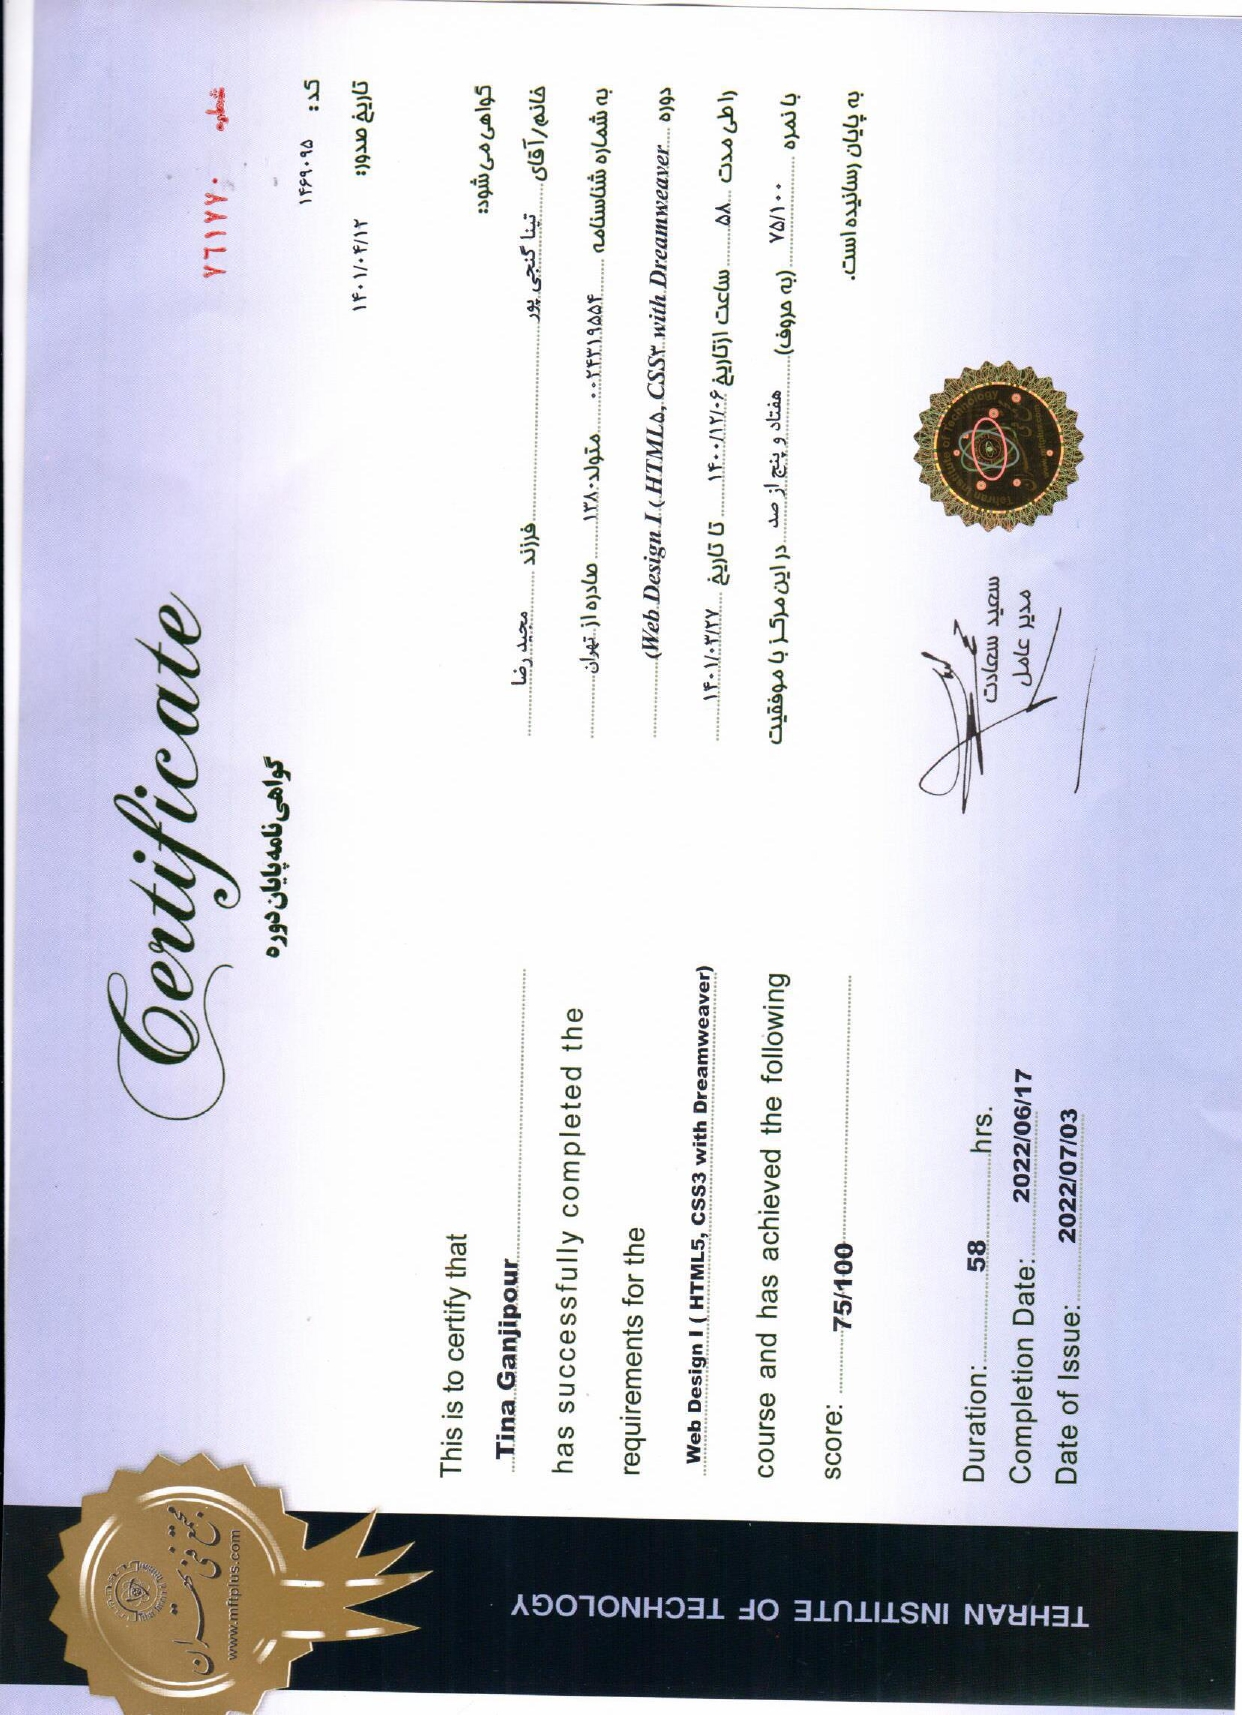 مجتمع فنی تهران
www.mftplus.com
TEHRAN INSTITUTE OF TECHNOLOGY
Certificate
گواهی نامه پایان دوره
شماره ۷۶۱۷۷۰
کد: ۱۴۶۹۰۹۵
تاریخ صدور: ۱۴۰۱/۰۴/۱۲
This is to certify that
Tina Ganjipour
has successfully completed the
requirements for the
Web Design I ( HTML5, CSS3 with Dreamweaver)
course and has achieved the following
score: 75/100
Duration: 58 hrs.
Completion Date: 2022/06/17
Date of Issue: 2022/07/03
گواهی می شود:
خانم/آقای تینا گنجی پور فرزند مجید رضا
به شماره شناسنامه ۰۰۲۴۳۱۹۵۵۴ متولد ۱۳۸۰ صادره از تهران
دوره Web Design I ( HTML۵, CSS۳ with Dreamweaver)
را طی مدت ۵۸ ساعت از تاریخ ۱۴۰۰/۱۲/۰۶ تا تاریخ ۱۴۰۱/۰۳/۲۷
با نمره ۷۵/۱۰۰ (به حروف) هفتاد و پنج از صد در این مرکز با موفقیت
به پایان رسانیده است.
سعید سعادت
مدیر عامل
Tehran Institute of Technology
مجتمع فنی تهران
www.mftplus.com